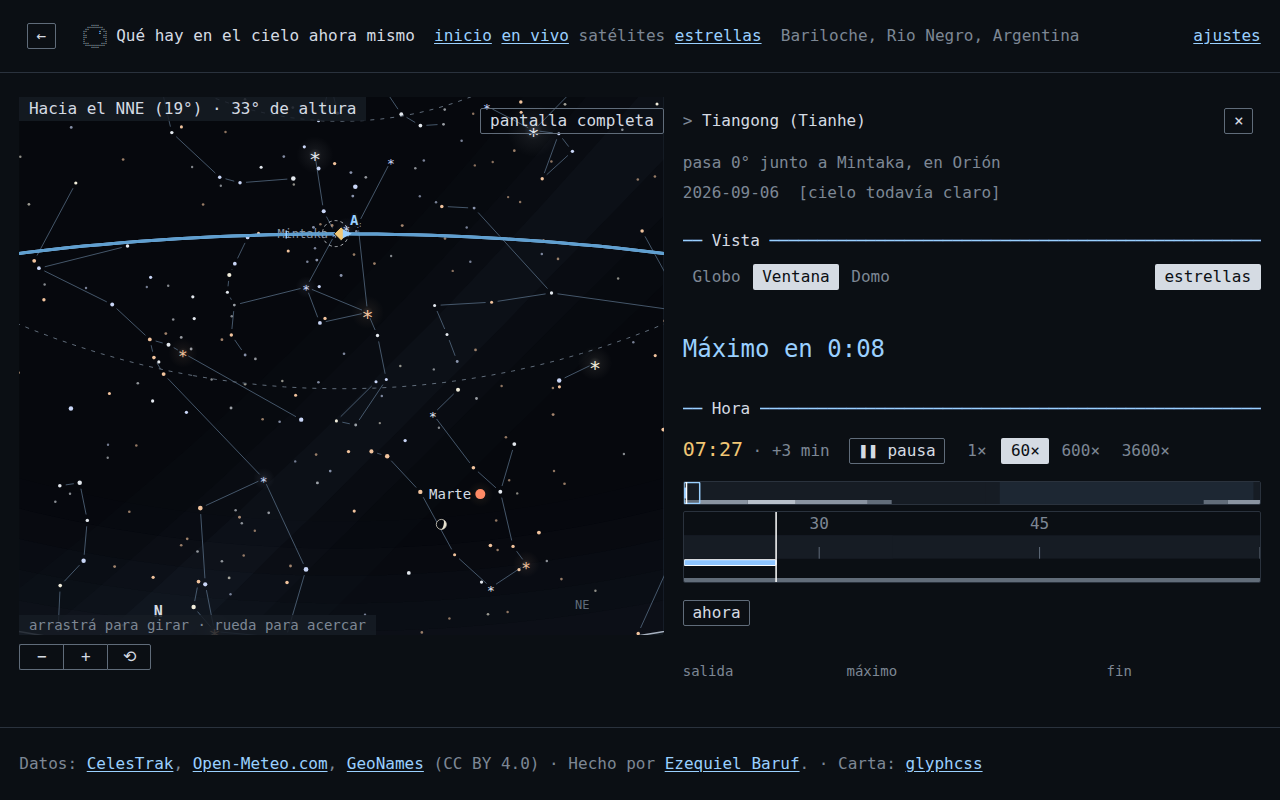 ← Qué hay en el cielo ahora mismo inicio en vivo satélites estrellas Bariloche, Rio Negro, Argentina ajustes
Hacia el NNE (19°) · 33° de altura
pantalla completa
A
Mintaka
Marte
N
NE
arrastrá para girar · rueda para acercar
− + ⟲
> Tiangong (Tianhe) ×
pasa 0° junto a Mintaka, en Orión
2026-09-06 [cielo todavía claro]
Vista
Globo Ventana Domo estrellas
Máximo en 0:08
Hora
07:27 · +3 min ❚❚ pausa 1× 60× 600× 3600×
30 45
ahora
salida máximo fin
Datos: CelesTrak, Open-Meteo.com, GeoNames (CC BY 4.0) · Hecho por Ezequiel Baruf. · Carta: glyphcss